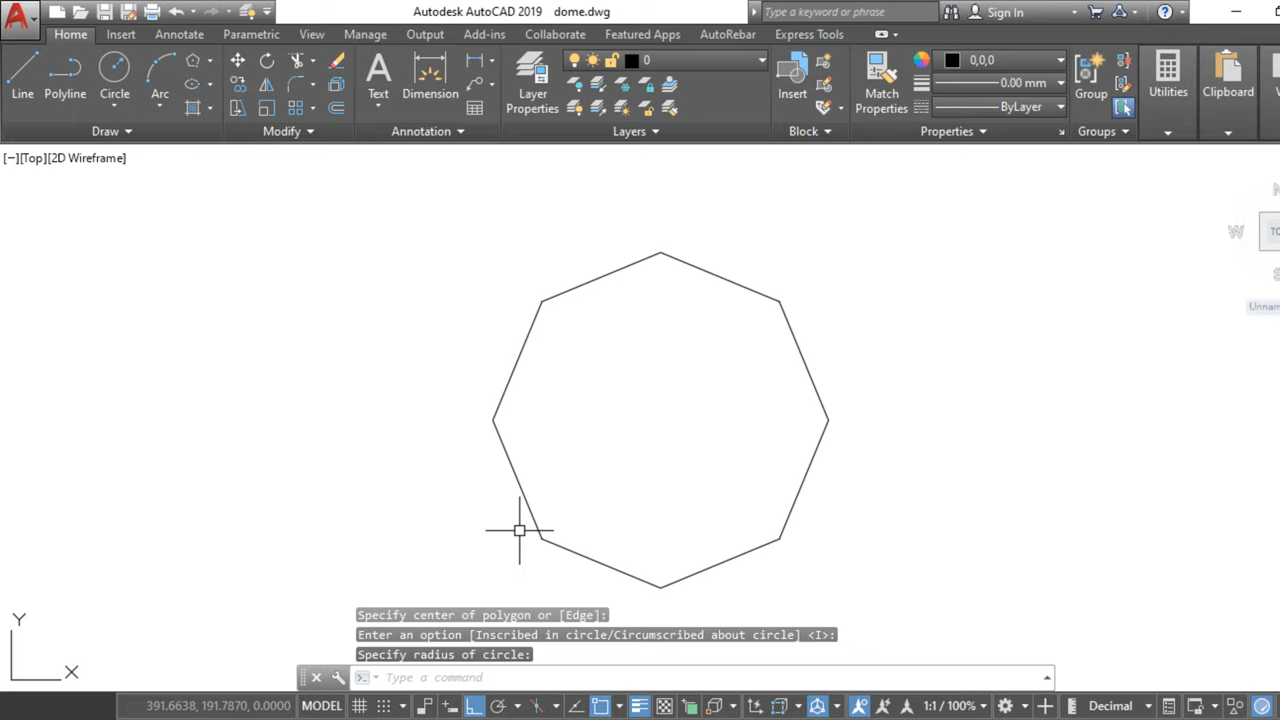 Autodesk AutoCAD 2019 dome.dwg
Type a keyword or phrase
Sign In
Home Insert Annotate Parametric View Manage Output Add-ins Collaborate Featured Apps AutoRebar Express Tools
Line Polyline Circle Arc
Draw
Modify
Text Dimension
Annotation
Layer Properties
0
Layers
Insert
Block
Match Properties
0,0,0
0.00 mm
ByLayer
Properties
Group
Groups
Utilities
Clipboard
[−][Top][2D Wireframe]
W
Y
X
Specify center of polygon or [Edge]:
Enter an option [Inscribed in circle/Circumscribed about circle] <I>:
Specify radius of circle:
Type a command
391.6638, 191.7870, 0.0000 MODEL 1:1 / 100% Decimal